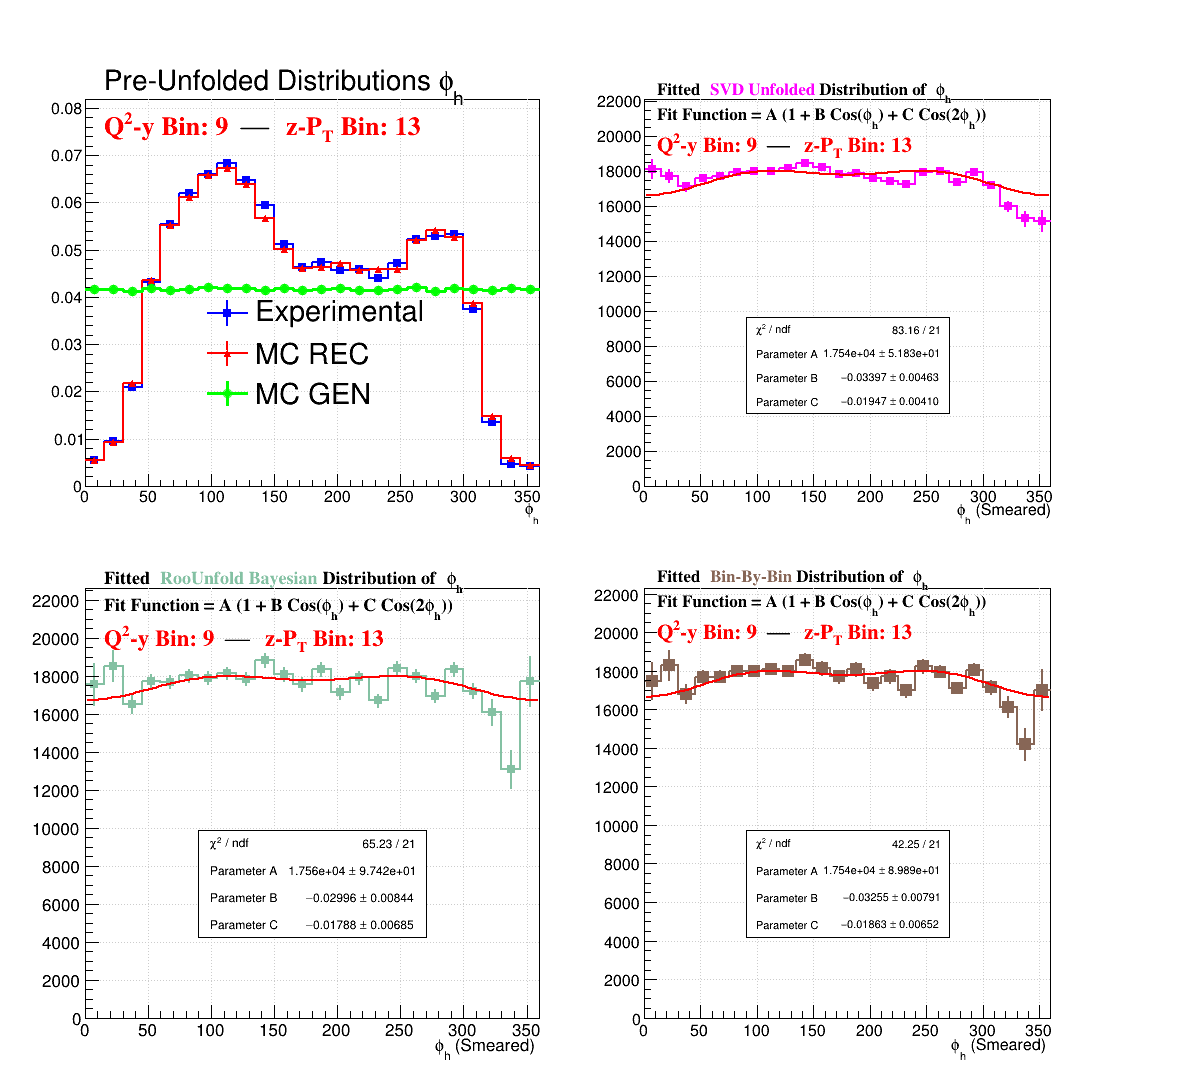 Pre-Unfolded Distributions ϕh
Q2-y Bin: 9 — z-PT Bin: 13
0.08
0.07
0.06
0.05
0.04
0.03
0.02
0.01
0
Experimental
MC REC
MC GEN
0 50 100 150 200 250 300 350
ϕh
Fitted SVD Unfolded Distribution of ϕh
Fit Function = A (1 + B Cos(ϕh) + C Cos(2ϕh))
Q2-y Bin: 9 — z-PT Bin: 13
22000
20000
18000
16000
14000
12000
10000
8000
6000
4000
2000
0
χ2 / ndf 83.16 / 21
Parameter A 1.754e+04 ± 5.183e+01
Parameter B −0.03397 ± 0.00463
Parameter C −0.01947 ± 0.00410
0 50 100 150 200 250 300 350
ϕh (Smeared)
Fitted RooUnfold Bayesian Distribution of ϕh
Fit Function = A (1 + B Cos(ϕh) + C Cos(2ϕh))
Q2-y Bin: 9 — z-PT Bin: 13
22000
20000
18000
16000
14000
12000
10000
8000
6000
4000
2000
0
χ2 / ndf 65.23 / 21
Parameter A 1.756e+04 ± 9.742e+01
Parameter B −0.02996 ± 0.00844
Parameter C −0.01788 ± 0.00685
0 50 100 150 200 250 300 350
ϕh (Smeared)
Fitted Bin-By-Bin Distribution of ϕh
Fit Function = A (1 + B Cos(ϕh) + C Cos(2ϕh))
Q2-y Bin: 9 — z-PT Bin: 13
22000
20000
18000
16000
14000
12000
10000
8000
6000
4000
2000
0
χ2 / ndf 42.25 / 21
Parameter A 1.754e+04 ± 8.989e+01
Parameter B −0.03255 ± 0.00791
Parameter C −0.01863 ± 0.00652
0 50 100 150 200 250 300 350
ϕh (Smeared)